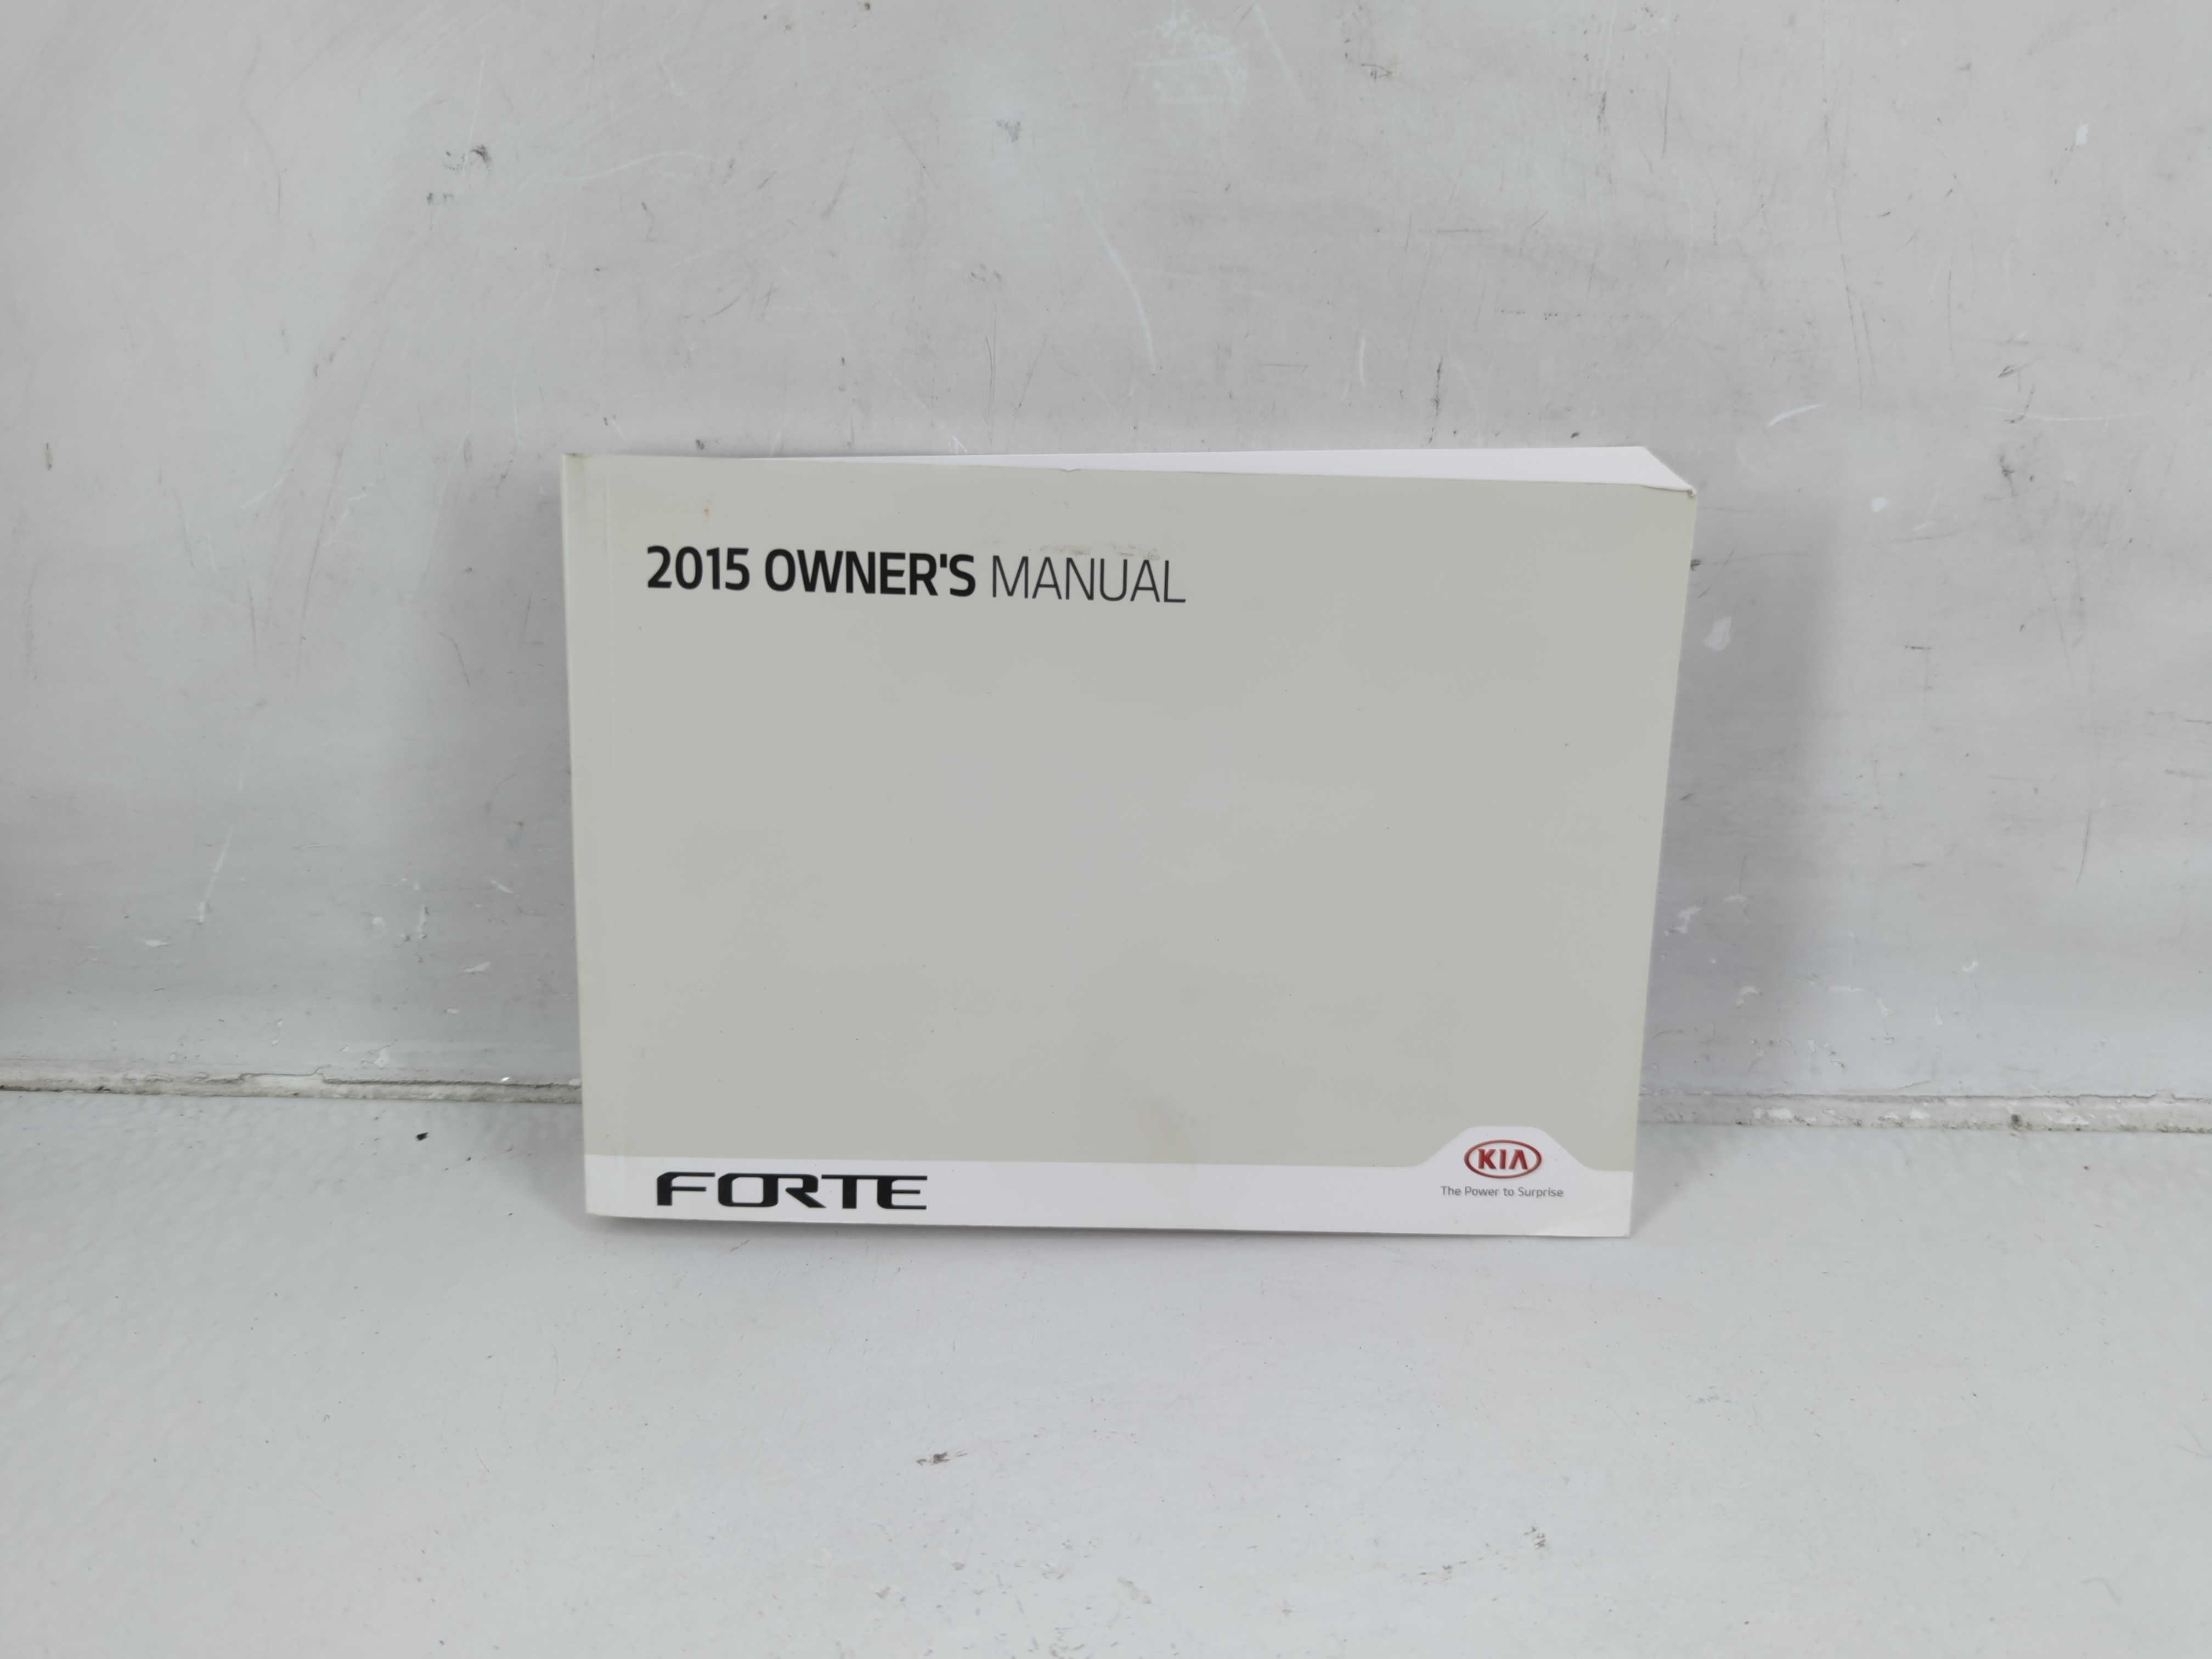 2015 OWNER'S MANUAL
FORTE
KIA
The Power to Surprise